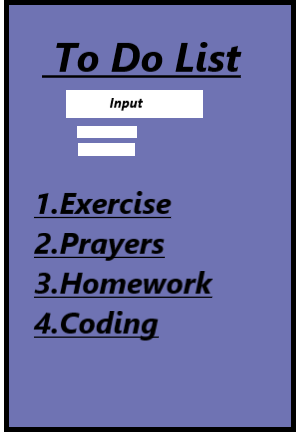 To Do List
Input
1.Exercise
2.Prayers
3.Homework
4.Coding